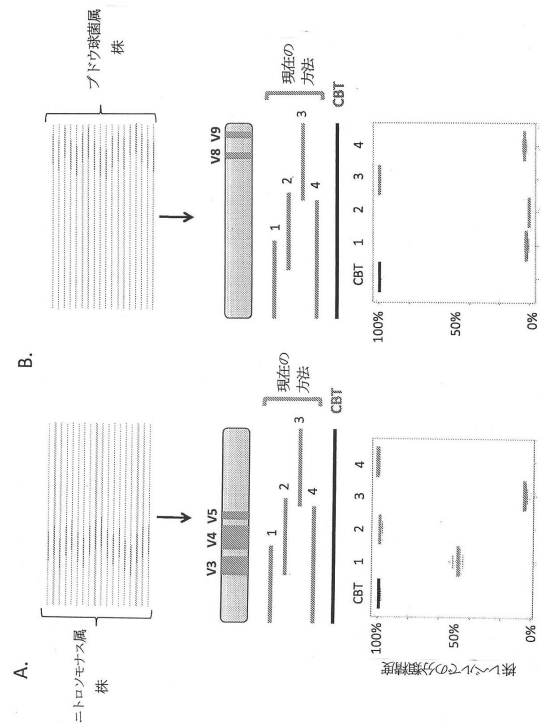 A.
ニトロソモナス属
株
V3 V4 V5
1
2
3
4
現在の
方法
CBT
株レベルでの分類精度
100%
50%
0%
CBT 1 2 3 4
B.
ブドウ球菌属
株
V8 V9
1
2
3
4
現在の
方法
CBT
100%
50%
0%
CBT 1 2 3 4